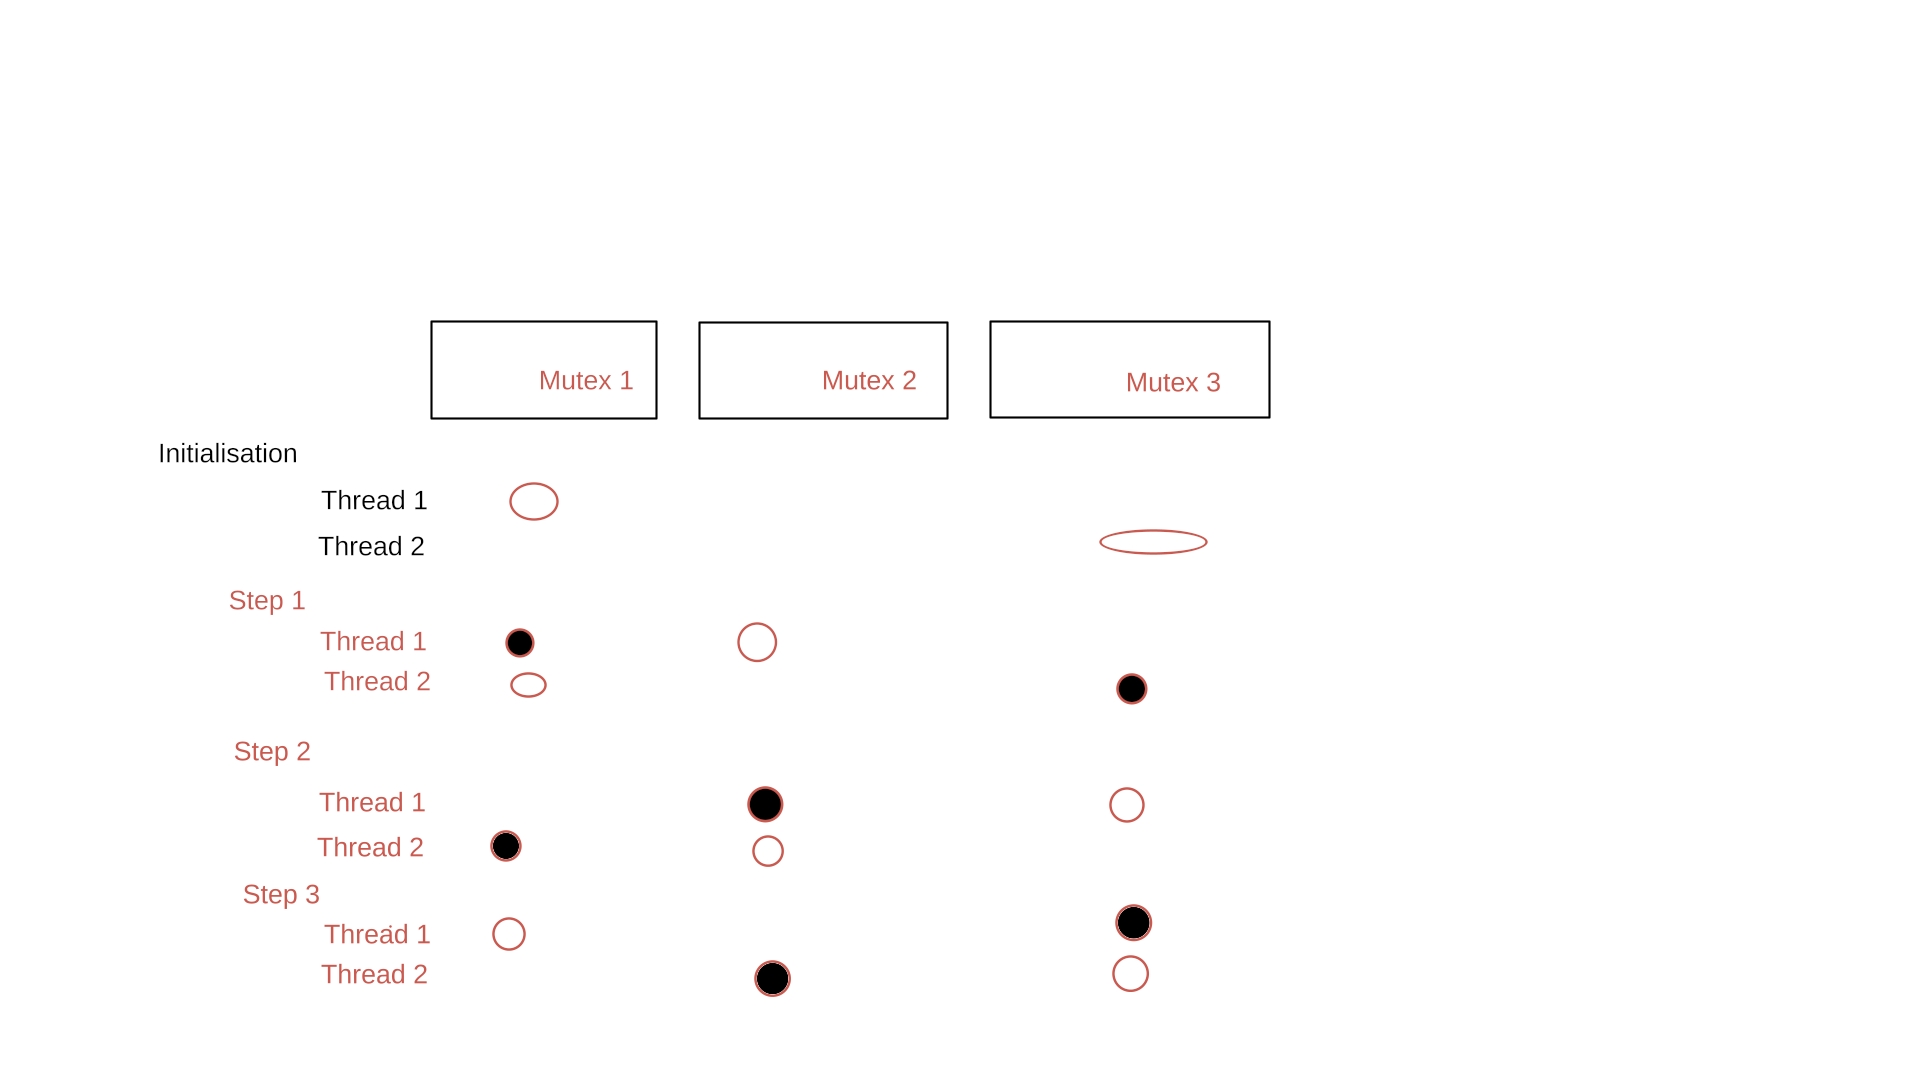 Mutex 1
Mutex 2
Mutex 3
Initialisation
Thread 1
Thread 2
Step 1
Thread 1
Thread 2
Step 2
Thread 1
Thread 2
Step 3
Thread 1
Thread 2